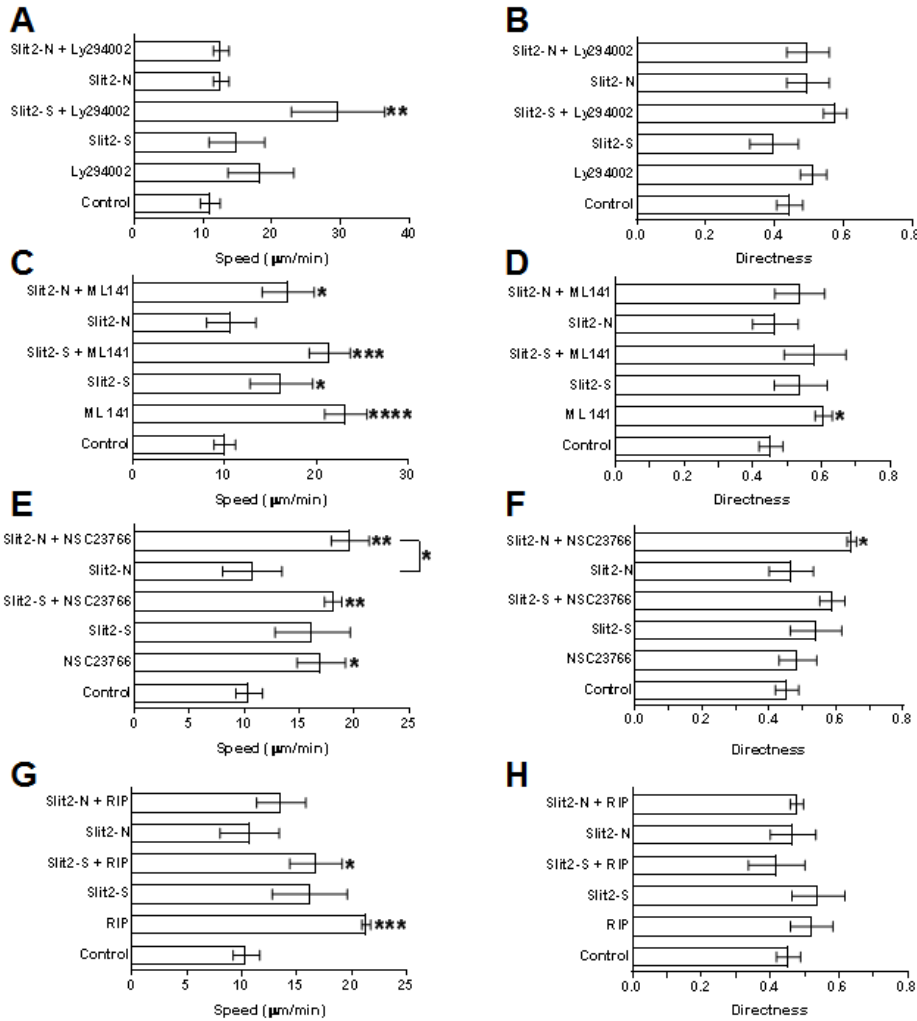 A
Slit2-N + Ly294002
Slit2-N
Slit2-S + Ly294002
**
Slit2-S
Ly294002
Control
0 10 20 30 40
Speed (μm/min)
B
Slit2-N + Ly294002
Slit2-N
Slit2-S + Ly294002
Slit2-S
Ly294002
Control
0.0 0.2 0.4 0.6 0.8
Directness
C
Slit2-N + ML141
*
Slit2-N
Slit2-S + ML141
***
Slit2-S
*
ML141
****
Control
0 10 20 30
Speed (μm/min)
D
Slit2-N + ML141
Slit2-N
Slit2-S + ML141
Slit2-S
ML141
*
Control
0.0 0.2 0.4 0.6 0.8
Directness
E
Slit2-N + NSC23766
**
*
Slit2-N
Slit2-S + NSC23766
**
Slit2-S
NSC23766
*
Control
0 5 10 15 20 25
Speed (μm/min)
F
Slit2-N + NSC23766
*
Slit2-N
Slit2-S + NSC23766
Slit2-S
NSC23766
Control
0.0 0.2 0.4 0.6 0.8
Directness
G
Slit2-N + RIP
Slit2-N
Slit2-S + RIP
*
Slit2-S
RIP
***
Control
0 5 10 15 20 25
Speed (μm/min)
H
Slit2-N + RIP
Slit2-N
Slit2-S + RIP
Slit2-S
RIP
Control
0.0 0.2 0.4 0.6 0.8
Directness